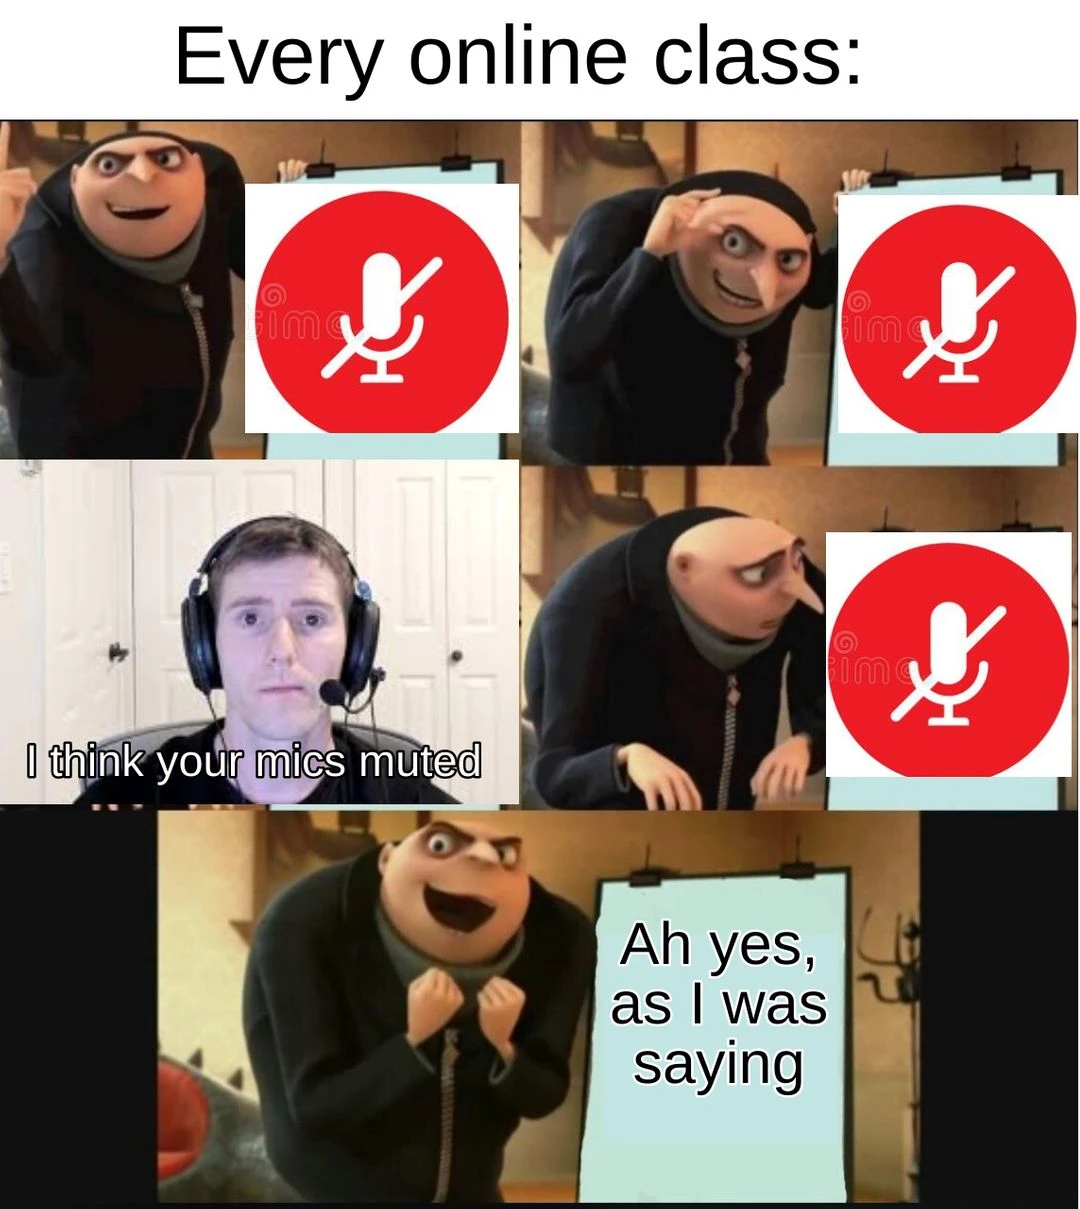 Every online class:
I think your mics muted
Ah yes,
as I was
saying